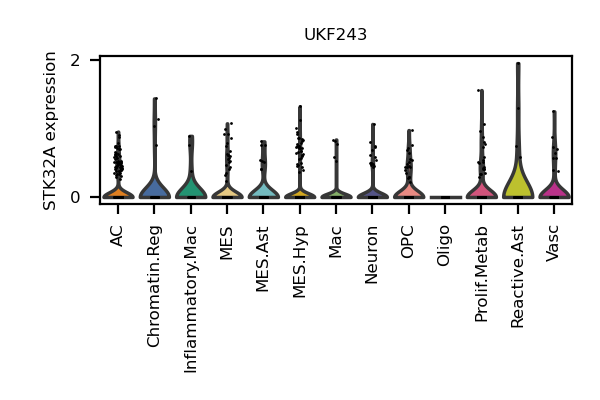 UKF243
STK32A expression
2
0
AC
Chromatin.Reg
Inflammatory.Mac
MES
MES.Ast
MES.Hyp
Mac
Neuron
OPC
Oligo
Prolif.Metab
Reactive.Ast
Vasc